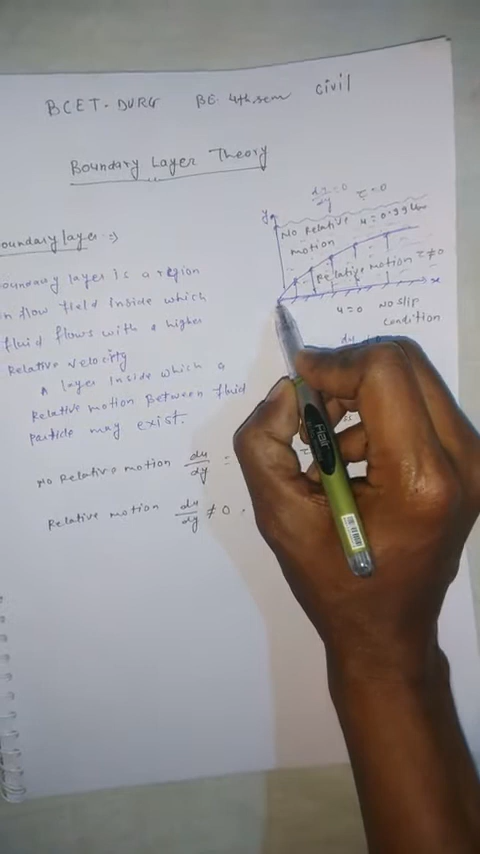 BCET. DURG BE. 4th sem civil
Boundary Layer Theory
oundary layer :⇒
oundary layer is a region
in flow field inside which
fluid flows with a higher
Relative velocity
A layer inside which a
Relative motion Between fluid
particle may exist.
No Relative motion du/dy =
Relative motion du/dy ≠ 0 .
du/dy = 0 τ = 0
y
No Relative u = 0.99U∞
motion
Relative motion τ ≠ 0
x
u = 0 No slip
condition
Flair